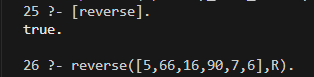 25 ?- [reverse].
true.
26 ?- reverse([5,66,16,90,7,6],R).